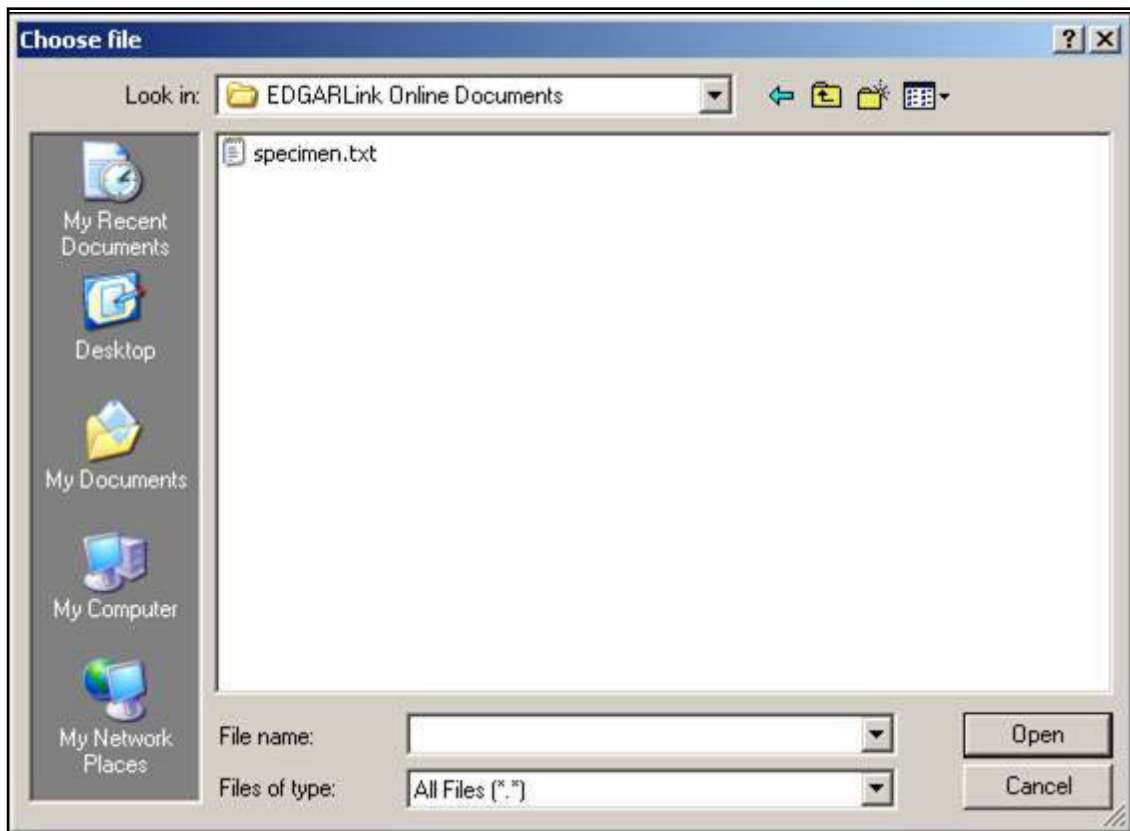 Choose file
Look in:
EDGARLink Online Documents
specimen.txt
My Recent
Documents
Desktop
My Documents
My Computer
My Network
Places
File name:
Open
Files of type:
All Files (*.*)
Cancel